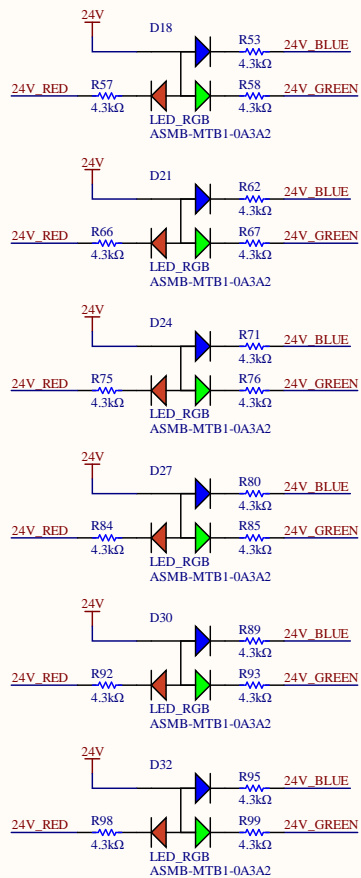 24V
D18
R53
24V_BLUE
4.3kΩ
24V_RED
R57
R58
24V_GREEN
4.3kΩ
4.3kΩ
LED_RGB
ASMB-MTB1-0A3A2
24V
D21
R62
24V_BLUE
4.3kΩ
24V_RED
R66
R67
24V_GREEN
4.3kΩ
4.3kΩ
LED_RGB
ASMB-MTB1-0A3A2
24V
D24
R71
24V_BLUE
4.3kΩ
24V_RED
R75
R76
24V_GREEN
4.3kΩ
4.3kΩ
LED_RGB
ASMB-MTB1-0A3A2
24V
D27
R80
24V_BLUE
4.3kΩ
24V_RED
R84
R85
24V_GREEN
4.3kΩ
4.3kΩ
LED_RGB
ASMB-MTB1-0A3A2
24V
D30
R89
24V_BLUE
4.3kΩ
24V_RED
R92
R93
24V_GREEN
4.3kΩ
4.3kΩ
LED_RGB
ASMB-MTB1-0A3A2
24V
D32
R95
24V_BLUE
4.3kΩ
24V_RED
R98
R99
24V_GREEN
4.3kΩ
4.3kΩ
LED_RGB
ASMB-MTB1-0A3A2